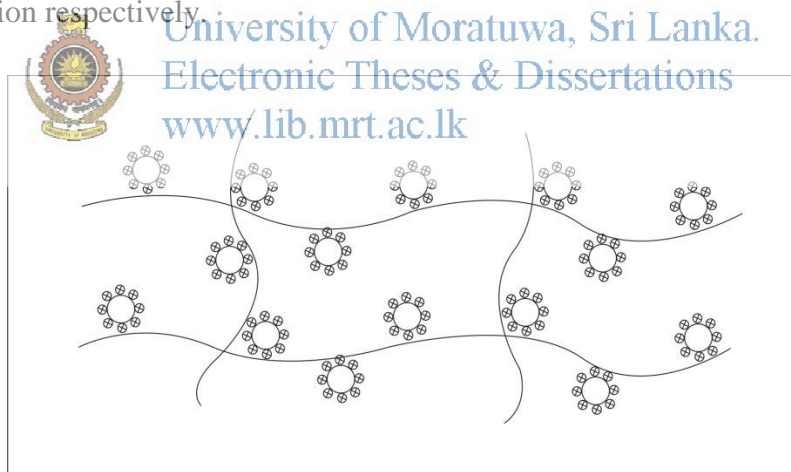 ion respectively.
University of Moratuwa, Sri Lanka.
Electronic Theses & Dissertations
www.lib.mrt.ac.lk